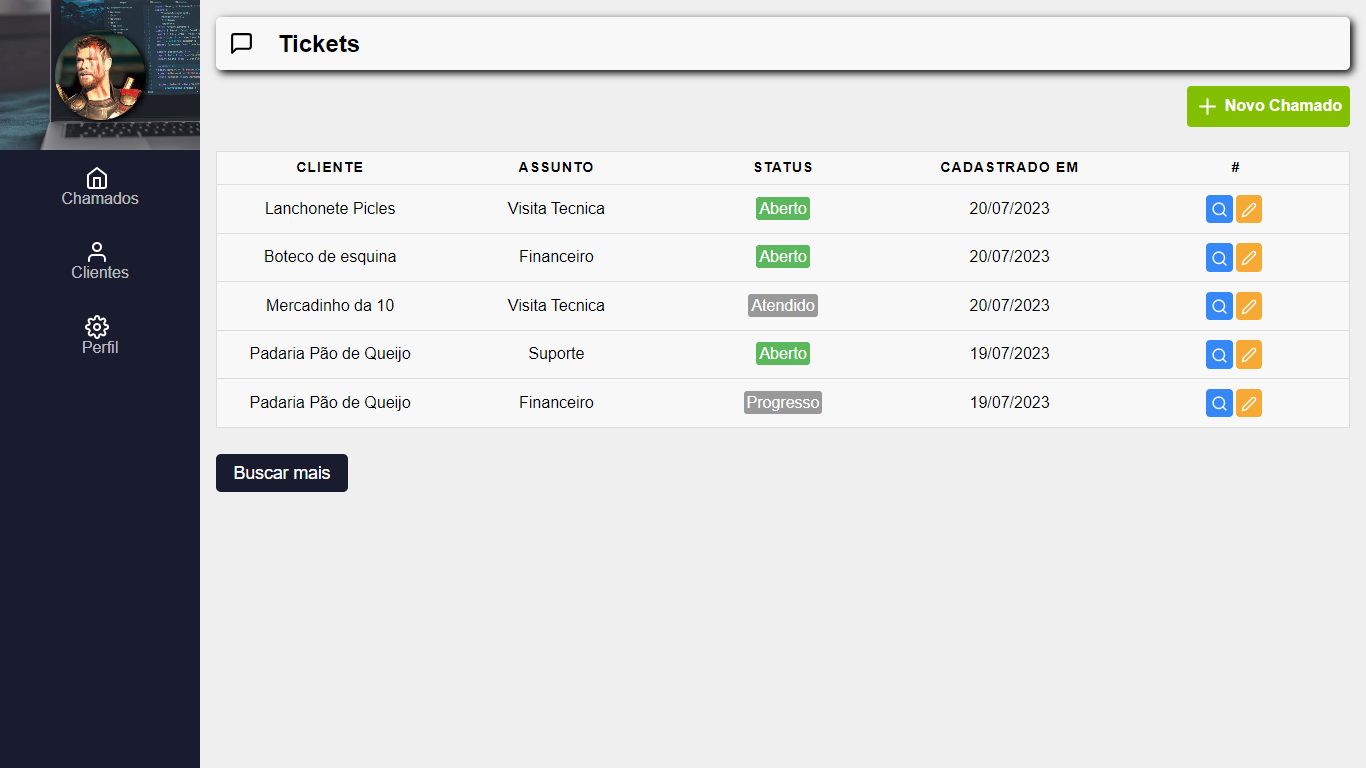 Tickets
Novo Chamado
Chamados
Clientes
Perfil
CLIENTE ASSUNTO STATUS CADASTRADO EM #
Lanchonete Picles Visita Tecnica Aberto 20/07/2023
Boteco de esquina Financeiro Aberto 20/07/2023
Mercadinho da 10 Visita Tecnica Atendido 20/07/2023
Padaria Pão de Queijo Suporte Aberto 19/07/2023
Padaria Pão de Queijo Financeiro Progresso 19/07/2023
Buscar mais